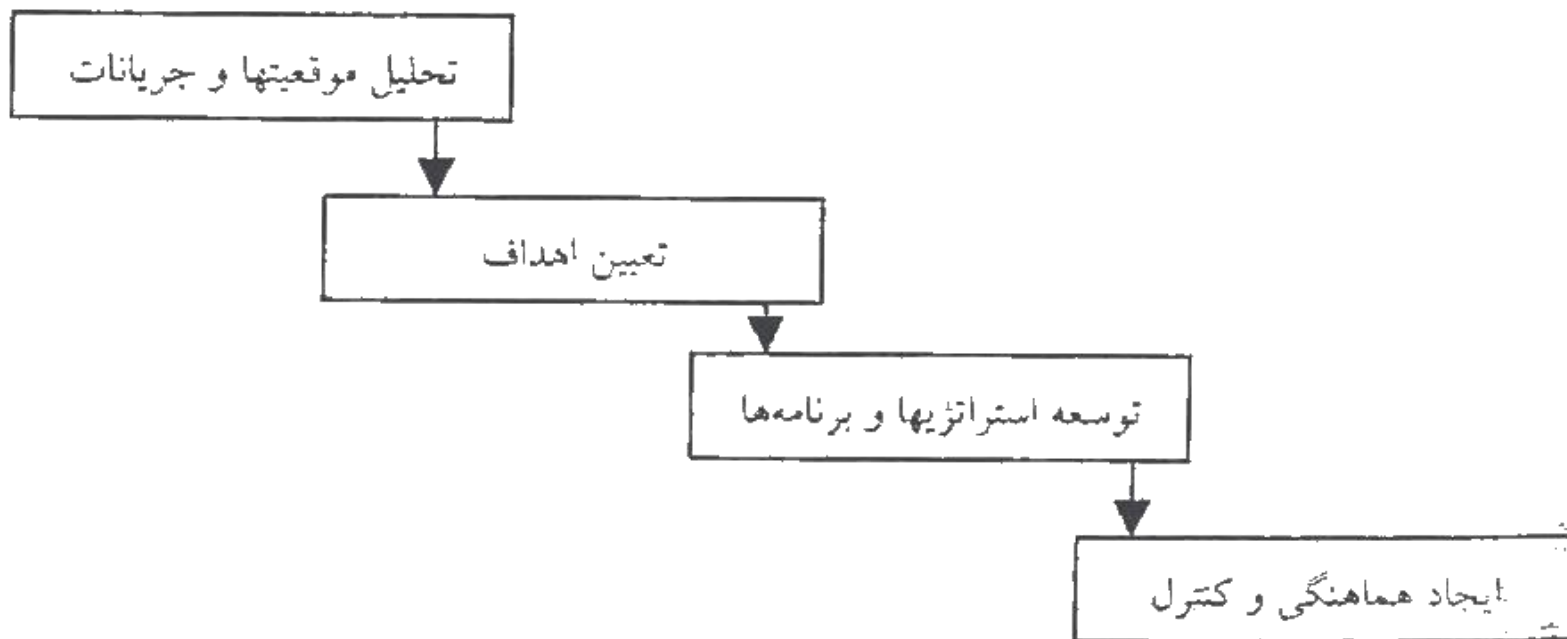 تحلیل موقعیتها و جریانات
تعیین اهداف
توسعه استراتژیها و برنامه‌ها
ایجاد هماهنگی و کنترل